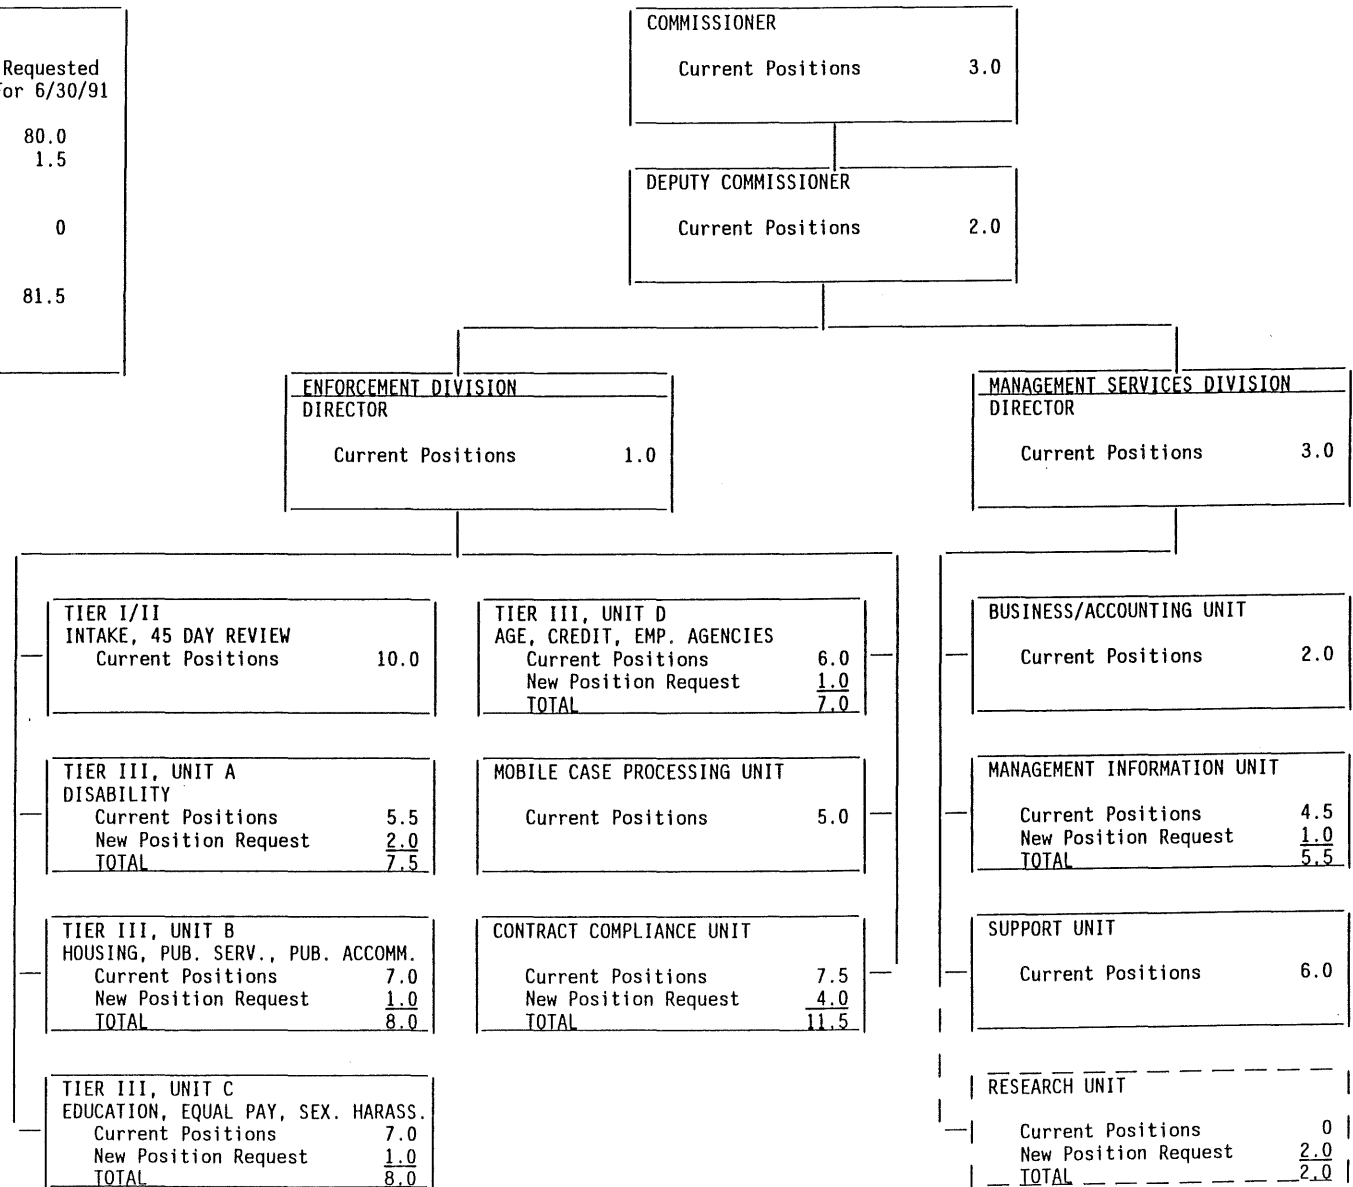 Requested
For 6/30/91
80.0
1.5
0
81.5
COMMISSIONER
Current Positions 3.0
DEPUTY COMMISSIONER
Current Positions 2.0
ENFORCEMENT DIVISION
DIRECTOR
Current Positions 1.0
MANAGEMENT SERVICES DIVISION
DIRECTOR
Current Positions 3.0
TIER I/II
INTAKE, 45 DAY REVIEW
Current Positions 10.0
TIER III, UNIT A
DISABILITY
Current Positions 5.5
New Position Request 2.0
TOTAL 7.5
TIER III, UNIT B
HOUSING, PUB. SERV., PUB. ACCOMM.
Current Positions 7.0
New Position Request 1.0
TOTAL 8.0
TIER III, UNIT C
EDUCATION, EQUAL PAY, SEX. HARASS.
Current Positions 7.0
New Position Request 1.0
TOTAL 8.0
TIER III, UNIT D
AGE, CREDIT, EMP. AGENCIES
Current Positions 6.0
New Position Request 1.0
TOTAL 7.0
MOBILE CASE PROCESSING UNIT
Current Positions 5.0
CONTRACT COMPLIANCE UNIT
Current Positions 7.5
New Position Request 4.0
TOTAL 11.5
BUSINESS/ACCOUNTING UNIT
Current Positions 2.0
MANAGEMENT INFORMATION UNIT
Current Positions 4.5
New Position Request 1.0
TOTAL 5.5
SUPPORT UNIT
Current Positions 6.0
RESEARCH UNIT
Current Positions 0
New Position Request 2.0
TOTAL 2.0